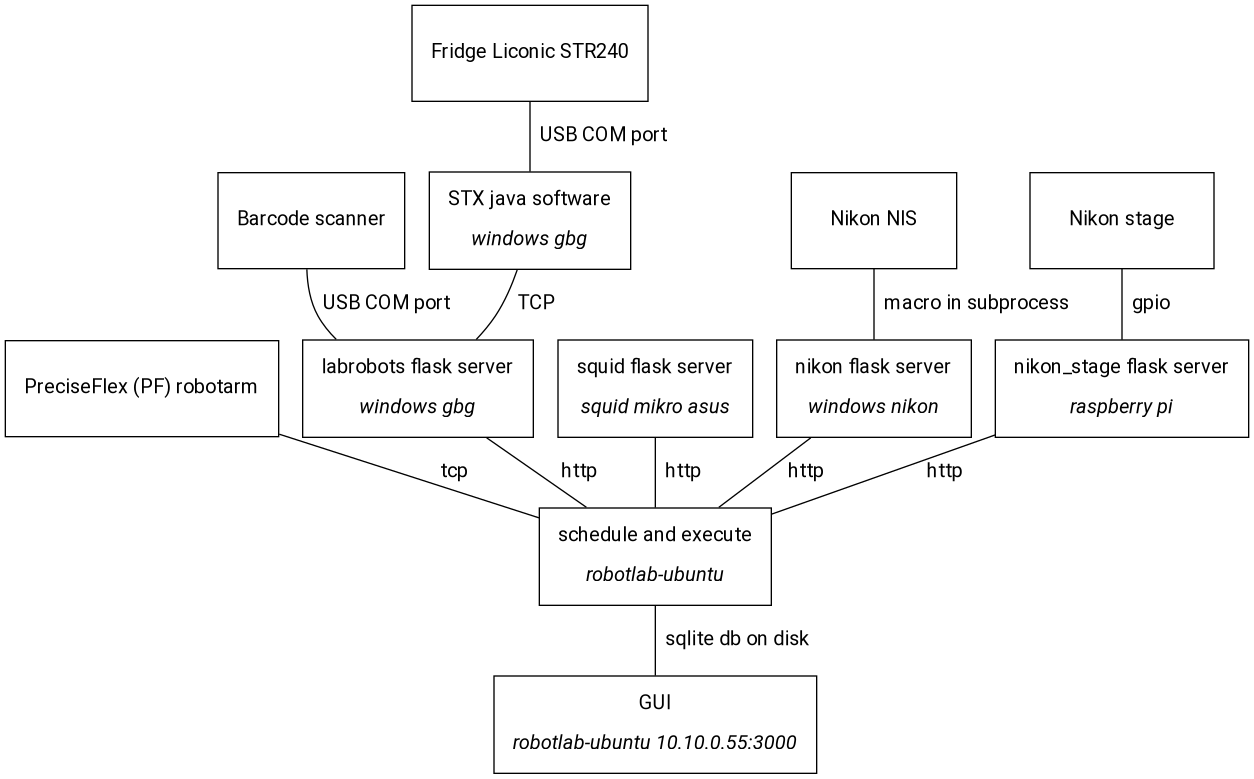 Fridge Liconic STR240
USB COM port
Barcode scanner
STX java software
windows gbg
Nikon NIS
Nikon stage
USB COM port
TCP
macro in subprocess
gpio
PreciseFlex (PF) robotarm
labrobots flask server
windows gbg
squid flask server
squid mikro asus
nikon flask server
windows nikon
nikon_stage flask server
raspberry pi
tcp
http
http
http
http
schedule and execute
robotlab-ubuntu
sqlite db on disk
GUI
robotlab-ubuntu 10.10.0.55:3000